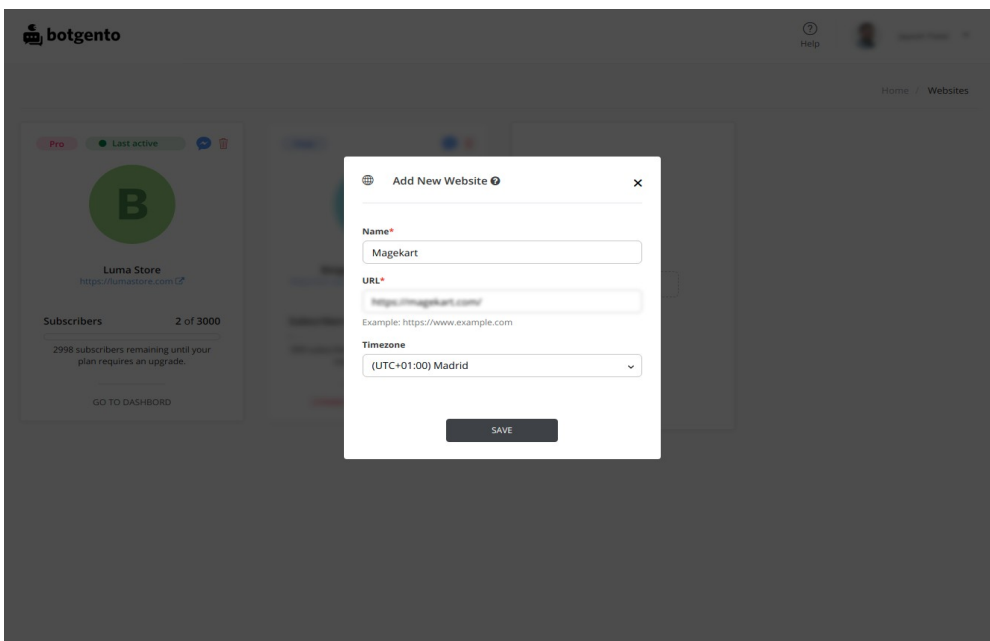 botgento
Help
Home / Websites
Pro
Last active
B
Luma Store
https://lumastore.com
Subscribers 2 of 3000
2998 subscribers remaining until your
plan requires an upgrade.
GO TO DASHBORD
Add New Website
Name*
Magekart
URL*
https://magekart.com/
Example: https://www.example.com
Timezone
(UTC+01:00) Madrid
SAVE